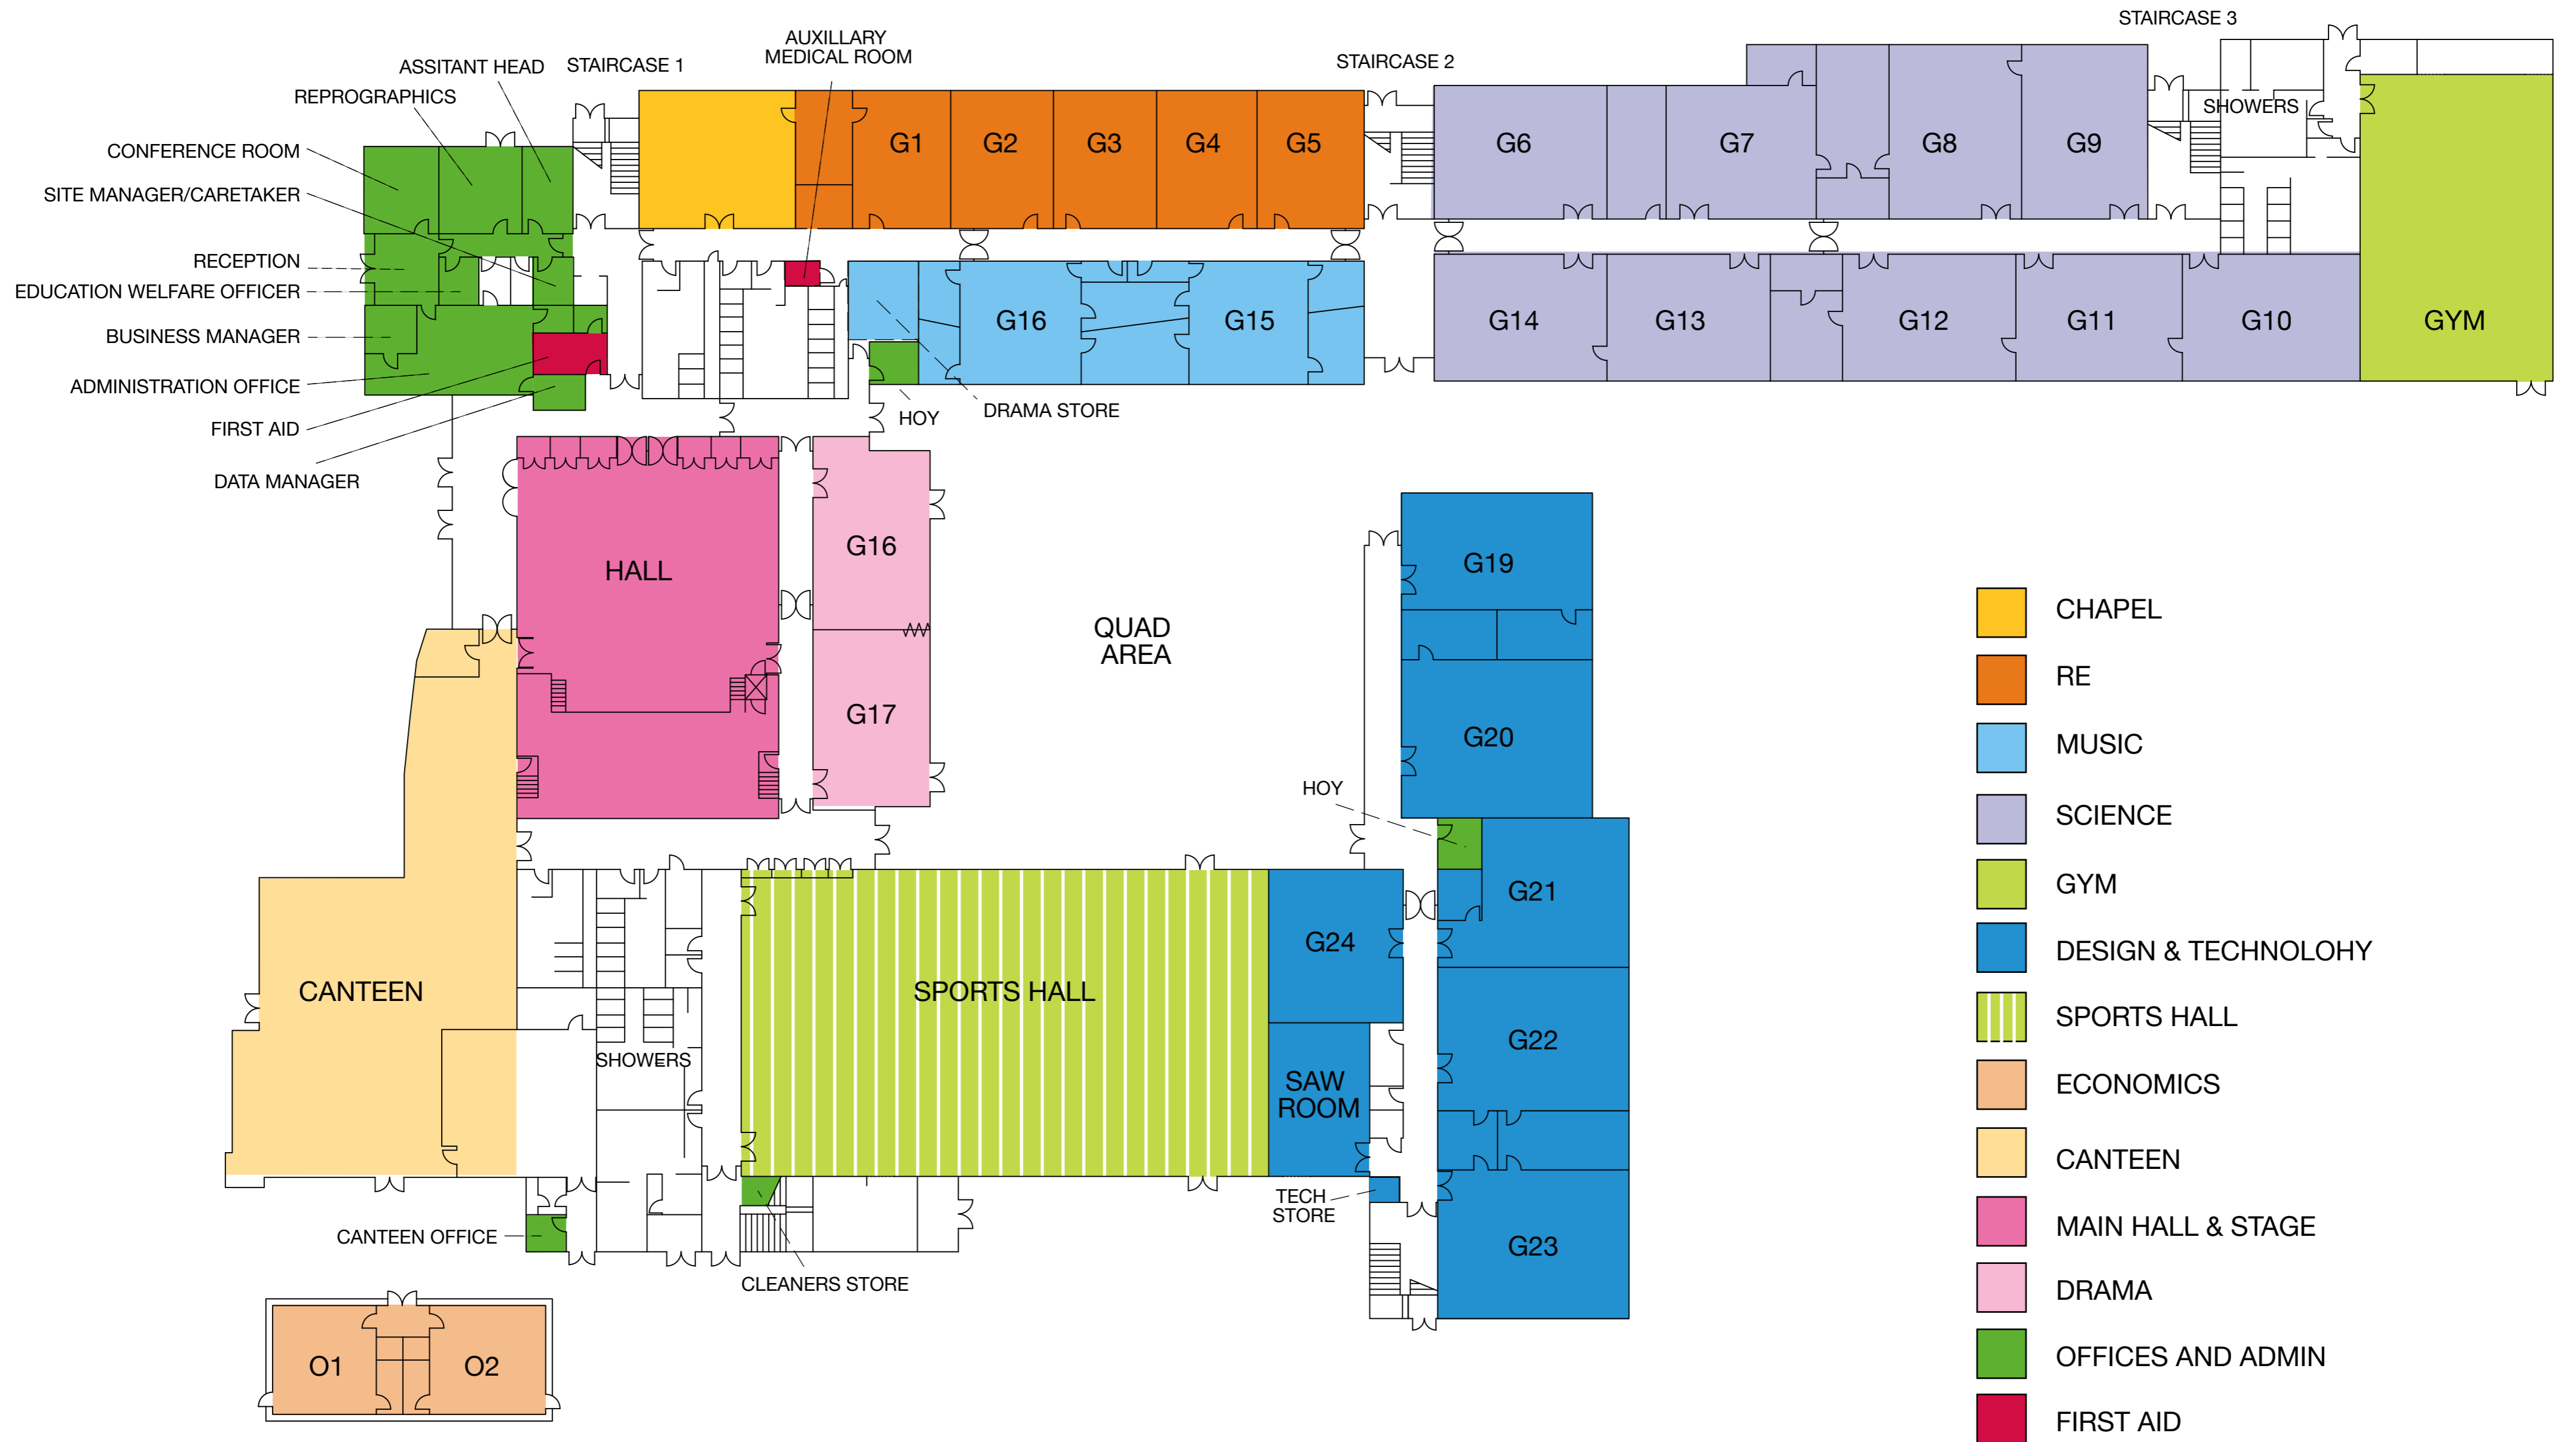 STAIRCASE 3
AUXILLARY
MEDICAL ROOM
STAIRCASE 2
ASSITANT HEAD
STAIRCASE 1
REPROGRAPHICS
SHOWERS
CONFERENCE ROOM
G1
G2
G3
G4
G5
G6
G7
G8
G9
SITE MANAGER/CARETAKER
RECEPTION
EDUCATION WELFARE OFFICER
BUSINESS MANAGER
G16
G15
G14
G13
G12
G11
G10
GYM
ADMINISTRATION OFFICE
HOY
DRAMA STORE
FIRST AID
DATA MANAGER
HALL
G16
G19
QUAD
AREA
G17
G20
HOY
G21
G24
CANTEEN
SPORTS HALL
G22
SHOWERS
SAW
ROOM
TECH
STORE
CANTEEN OFFICE
G23
CLEANERS STORE
O1
O2
CHAPEL
RE
MUSIC
SCIENCE
GYM
DESIGN & TECHNOLOHY
SPORTS HALL
ECONOMICS
CANTEEN
MAIN HALL & STAGE
DRAMA
OFFICES AND ADMIN
FIRST AID